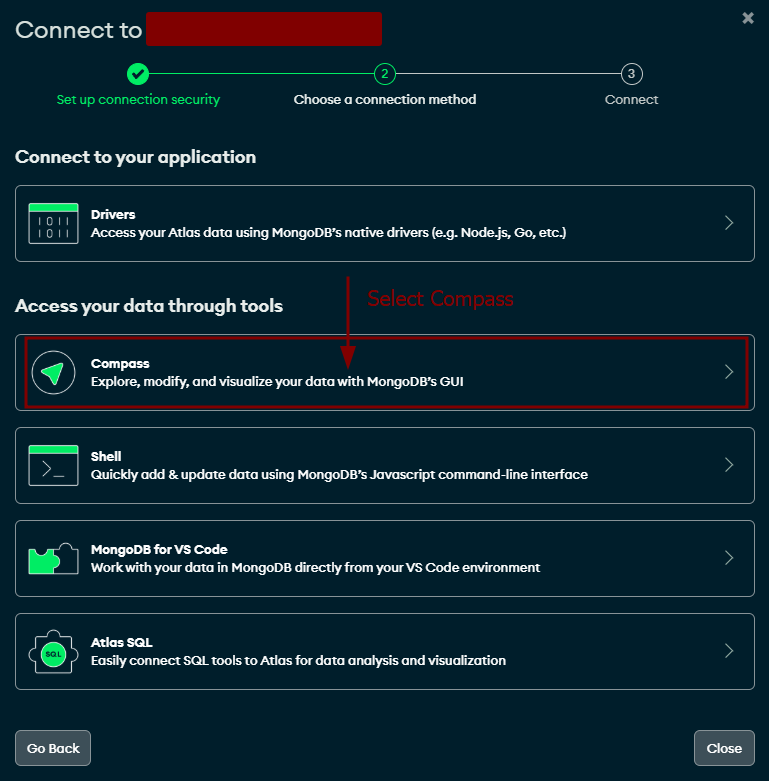 Connect to
2
3
Set up connection security
Choose a connection method
Connect
Connect to your application
1011
1011
Drivers
Access your Atlas data using MongoDB's native drivers (e.g. Node.js, Go, etc.)
Select Compass
Access your data through tools
Compass
Explore, modify, and visualize your data with MongoDB's GUI
Shell
Quickly add & update data using MongoDB's Javascript command-line interface
MongoDB for VS Code
Work with your data in MongoDB directly from your VS Code environment
SQL
Atlas SQL
Easily connect SQL tools to Atlas for data analysis and visualization
Go Back
Close